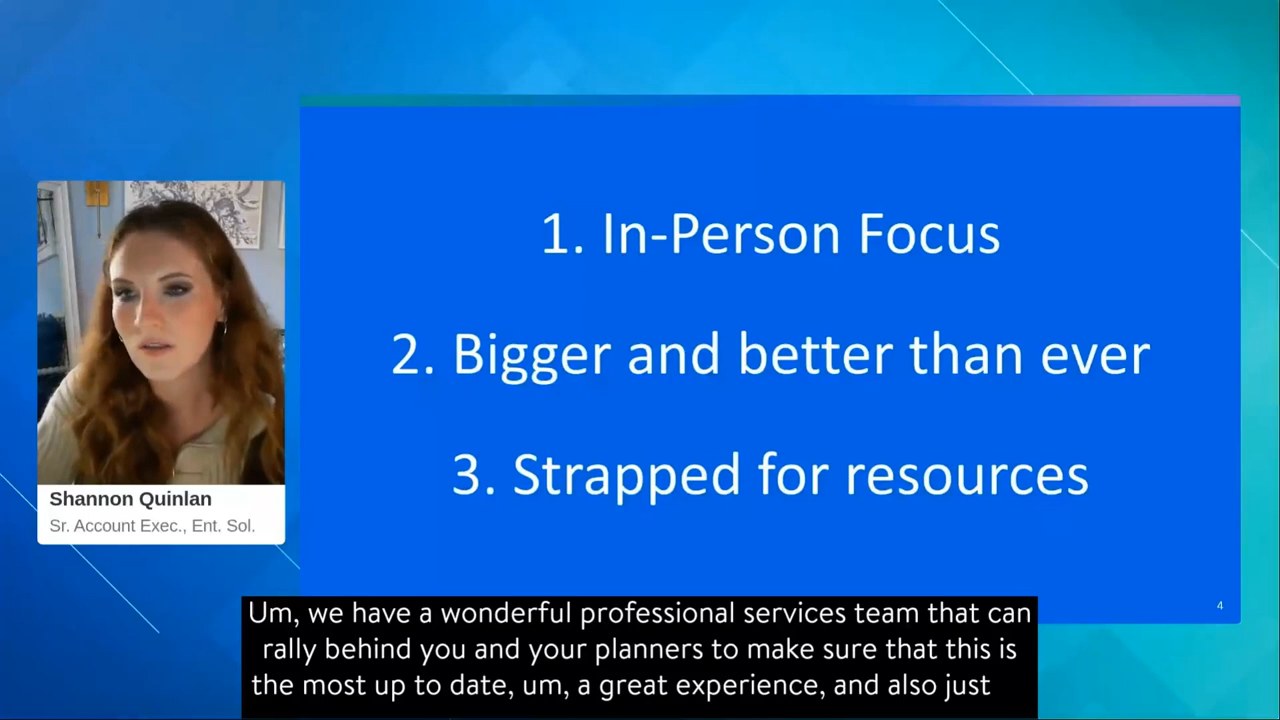 1. In-Person Focus
2. Bigger and better than ever
3. Strapped for resources
Shannon Quinlan
Sr. Account Exec., Ent. Sol.
4
Um, we have a wonderful professional services team that can
rally behind you and your planners to make sure that this is
the most up to date, um, a great experience, and also just